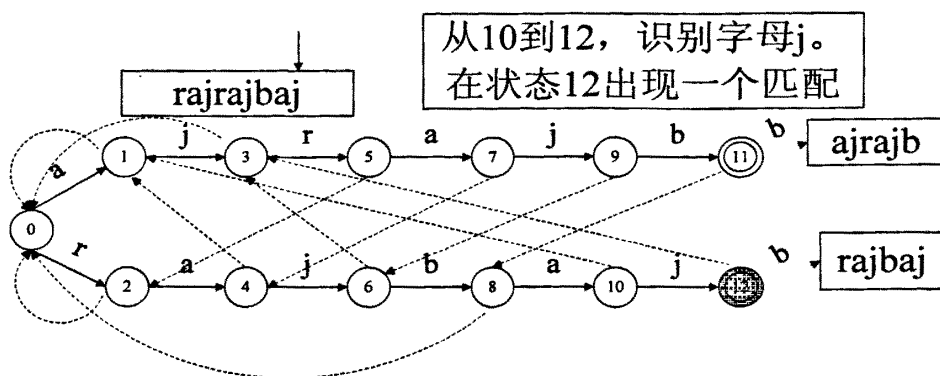 从10到12，识别字母j。
在状态12出现一个匹配
rajrajbaj
a j r a j b b
1 3 5 7 9 11
ajrajb
0
r a j b a j b
2 4 6 8 10 12
rajbaj